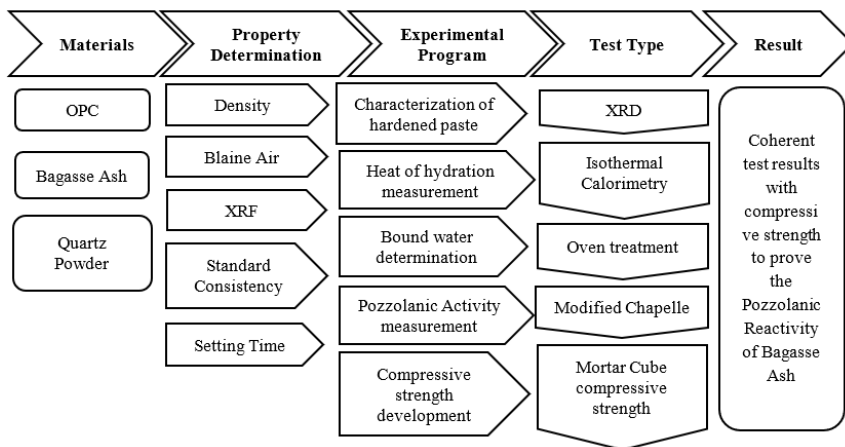 Materials
Property
Determination
Experimental
Program
Test Type
Result
OPC
Bagasse Ash
Quartz
Powder
Density
Blaine Air
XRF
Standard
Consistency
Setting Time
Characterization of
hardened paste
Heat of hydration
measurement
Bound water
determination
Pozzolanic Activity
measurement
Compressive
strength
development
XRD
Isothermal
Calorimetry
Oven treatment
Modified Chapelle
Mortar Cube
compressive
strength
Coherent
test results
with
compressi
ve strength
to prove
the
Pozzolanic
Reactivity
of Bagasse
Ash